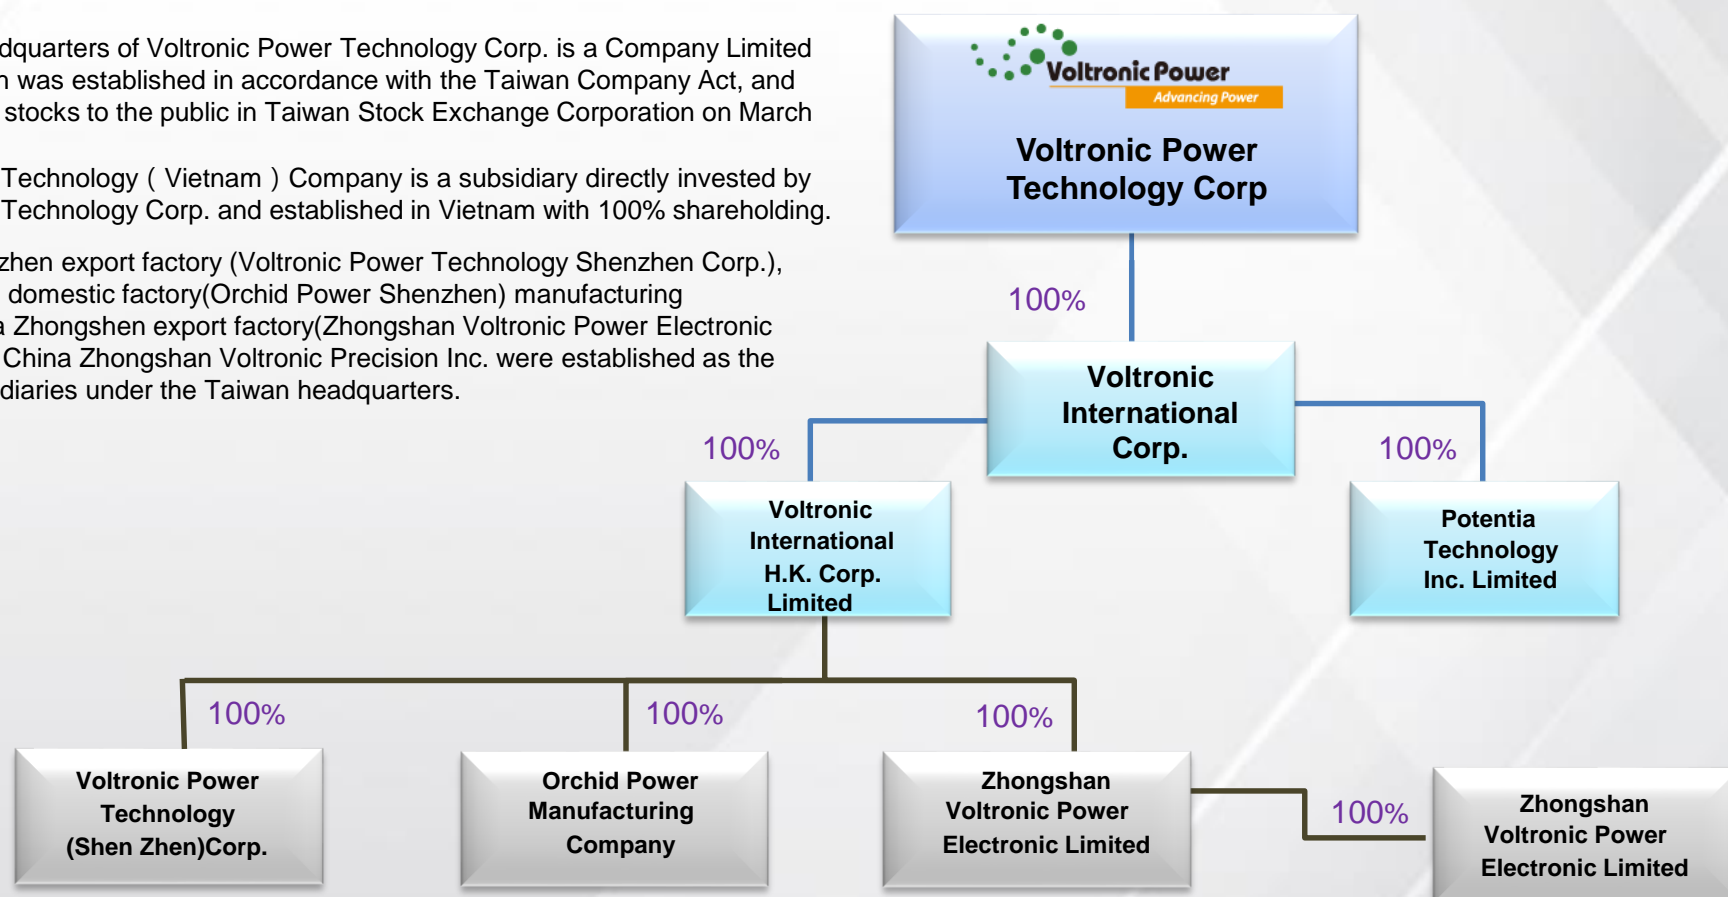 dquarters of Voltronic Power Technology Corp. is a Company Limited
was established in accordance with the Taiwan Company Act, and
stocks to the public in Taiwan Stock Exchange Corporation on March
Technology ( Vietnam ) Company is a subsidiary directly invested by
Technology Corp. and established in Vietnam with 100% shareholding.
zhen export factory (Voltronic Power Technology Shenzhen Corp.),
domestic factory(Orchid Power Shenzhen) manufacturing
a Zhongshen export factory(Zhongshan Voltronic Power Electronic
China Zhongshan Voltronic Precision Inc. were established as the
diaries under the Taiwan headquarters.
Voltronic Power
Advancing Power
Voltronic Power
Technology Corp
100%
Voltronic
International
Corp.
100%
100%
Voltronic
International
H.K. Corp.
Limited
Potentia
Technology
Inc. Limited
100%
100%
100%
Voltronic Power
Technology
(Shen Zhen)Corp.
Orchid Power
Manufacturing
Company
Zhongshan
Voltronic Power
Electronic Limited
100%
Zhongshan
Voltronic Power
Electronic Limited